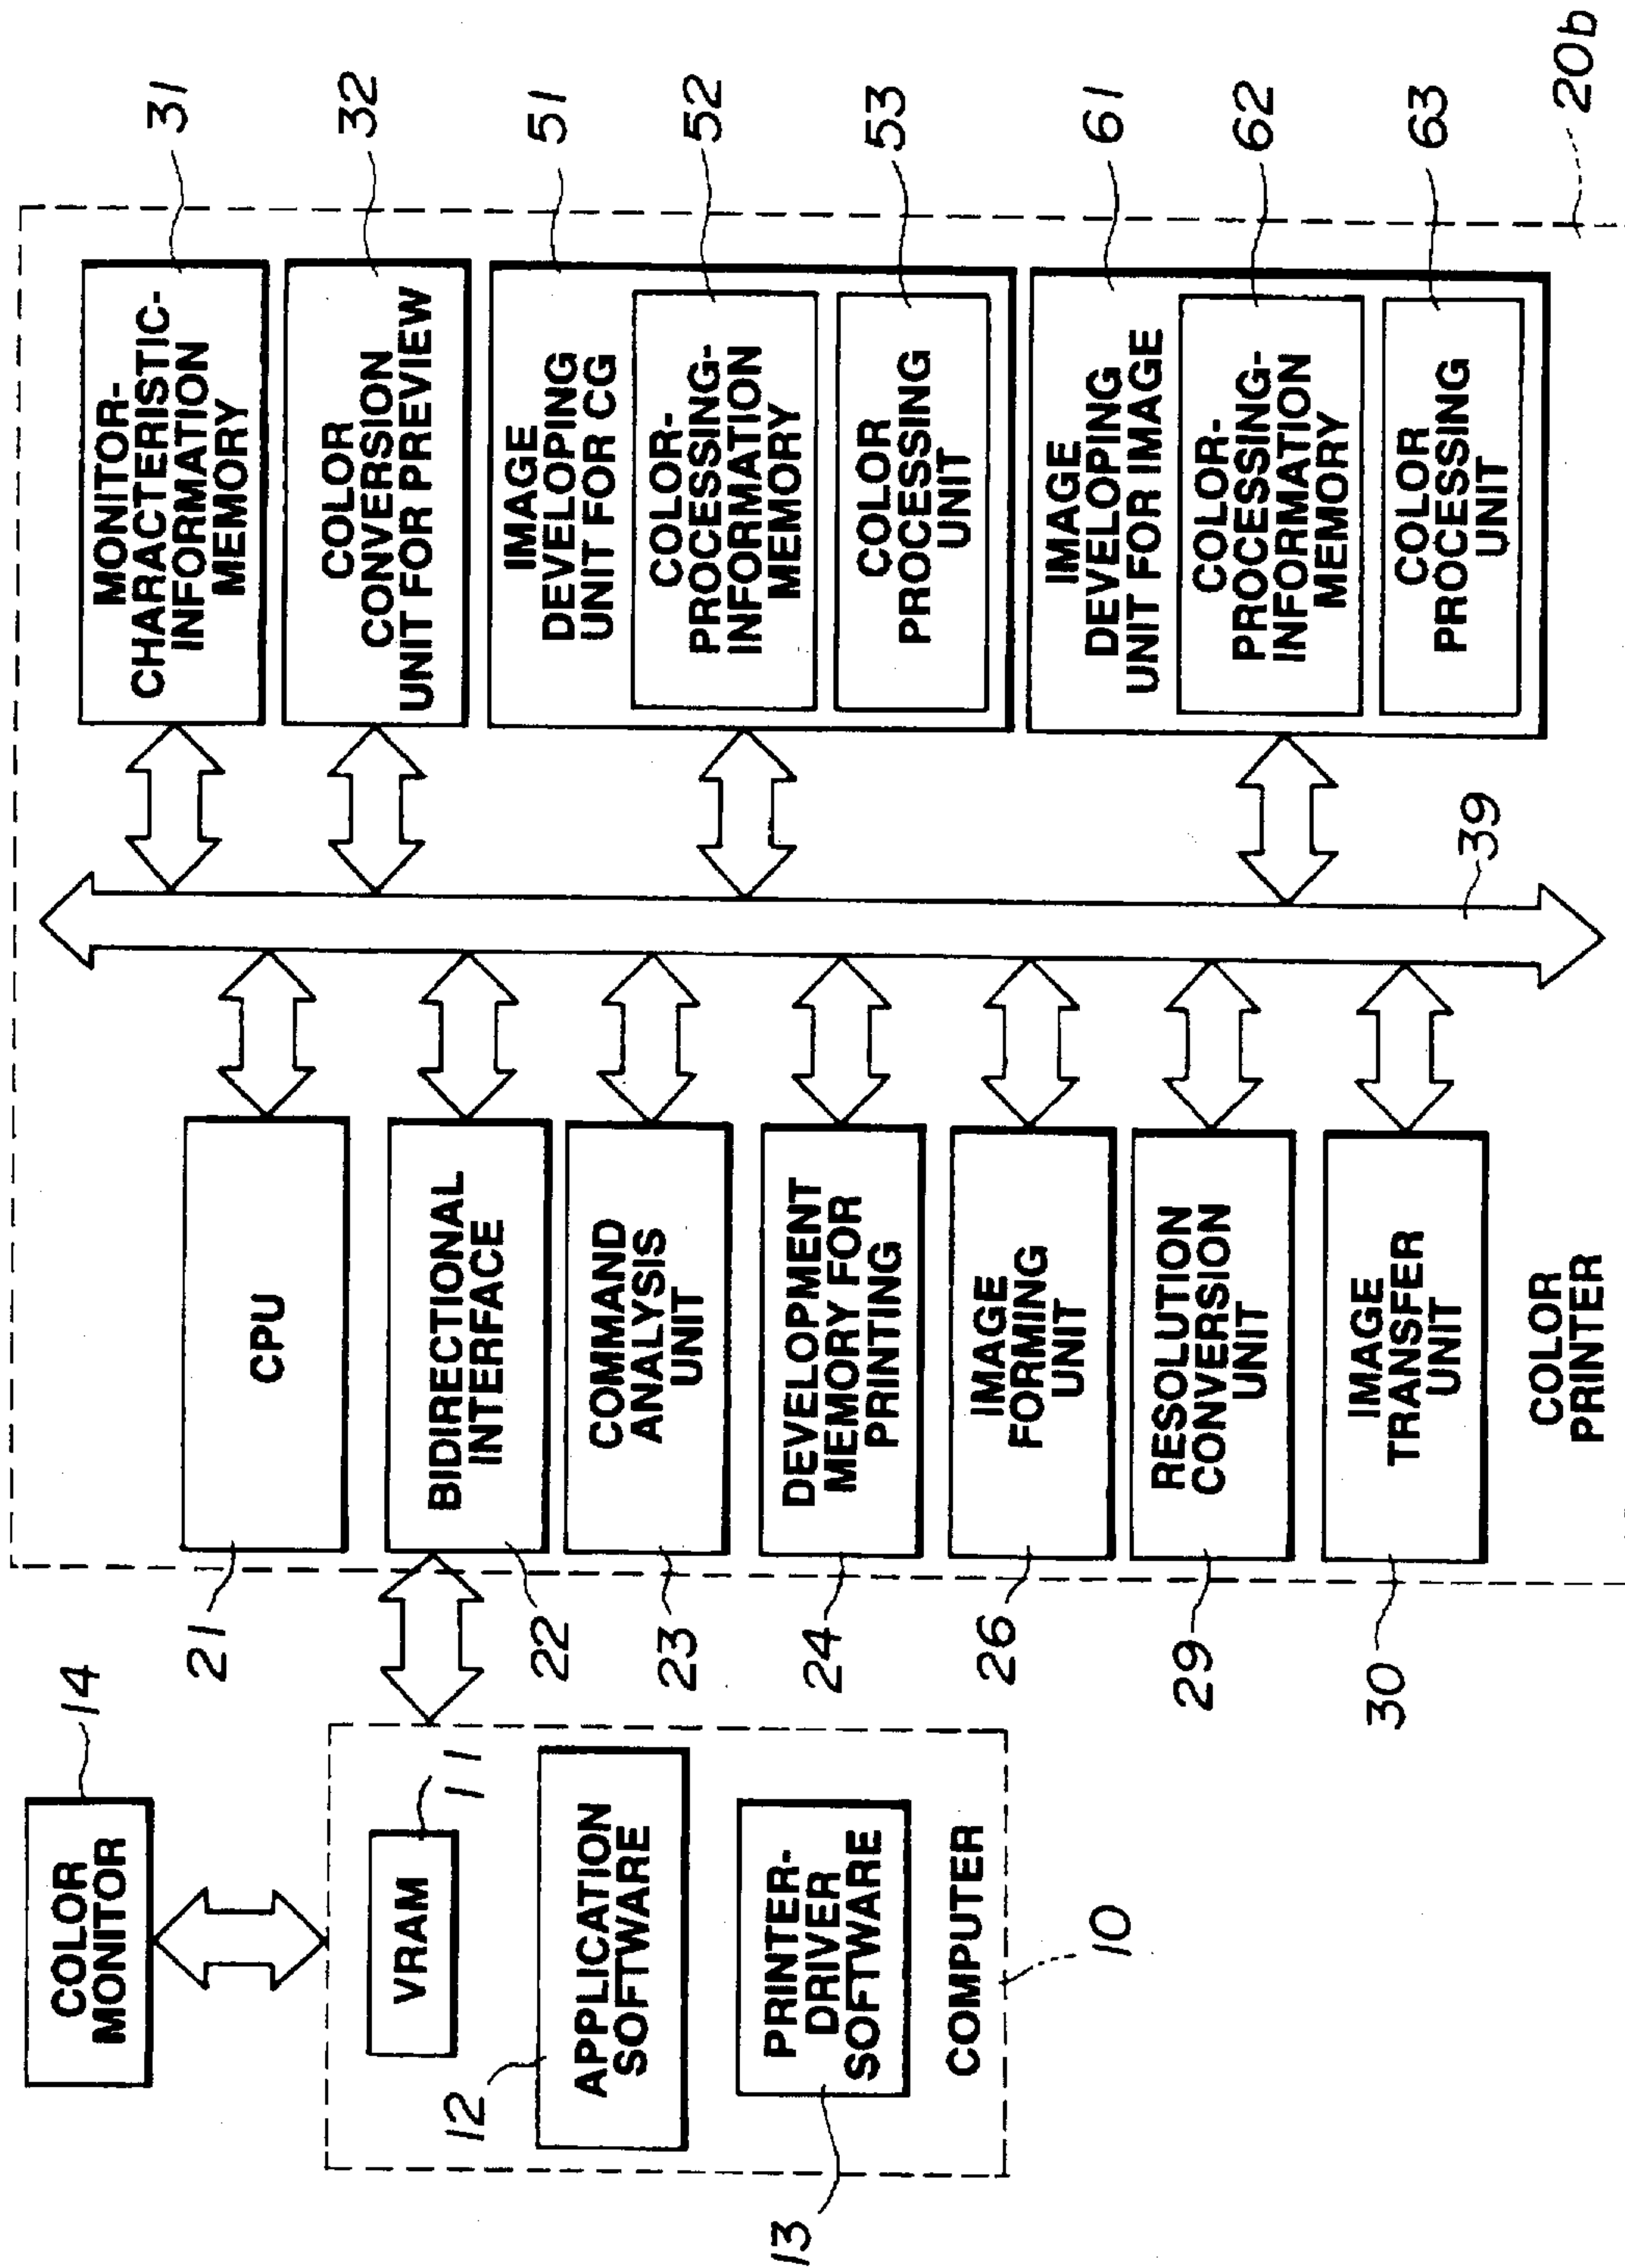 COLOR
MONITOR
14
VRAM
11
APPLICATION
SOFTWARE
12
PRINTER-
DRIVER
SOFTWARE
13
COMPUTER
10
CPU
21
BIDIRECTIONAL
INTERFACE
22
COMMAND
ANALYSIS
UNIT
23
DEVELOPMENT
MEMORY FOR
PRINTING
24
IMAGE
FORMING
UNIT
26
RESOLUTION
CONVERSION
UNIT
29
IMAGE
TRANSFER
UNIT
30
COLOR
PRINTER
39
MONITOR-
CHARACTERISTIC-
INFORMATION
MEMORY
31
COLOR
CONVERSION
UNIT FOR PREVIEW
32
IMAGE
DEVELOPING
UNIT FOR CG
51
COLOR-
PROCESSING-
INFORMATION
MEMORY
52
COLOR
PROCESSING
UNIT
53
IMAGE
DEVELOPING
UNIT FOR IMAGE
61
COLOR-
PROCESSING-
INFORMATION
MEMORY
62
COLOR
PROCESSING
UNIT
63
20b